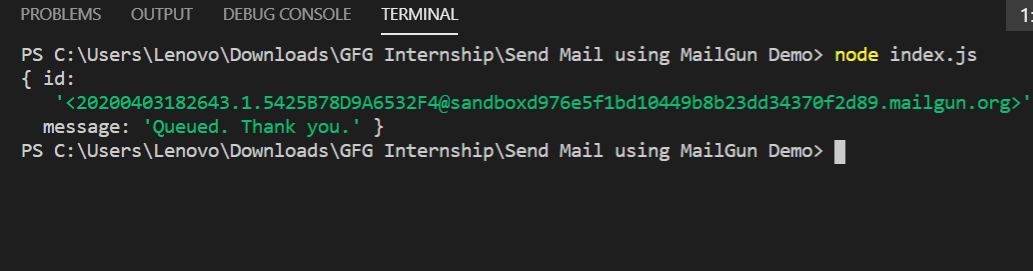 PROBLEMS OUTPUT DEBUG CONSOLE TERMINAL 1:
PS C:\Users\Lenovo\Downloads\GFG Internship\Send Mail using MailGun Demo> node index.js
{ id:
'<20200403182643.1.5425B78D9A6532F4@sandboxd976e5f1bd10449b8b23dd34370f2d89.mailgun.org>'
message: 'Queued. Thank you.' }
PS C:\Users\Lenovo\Downloads\GFG Internship\Send Mail using MailGun Demo>